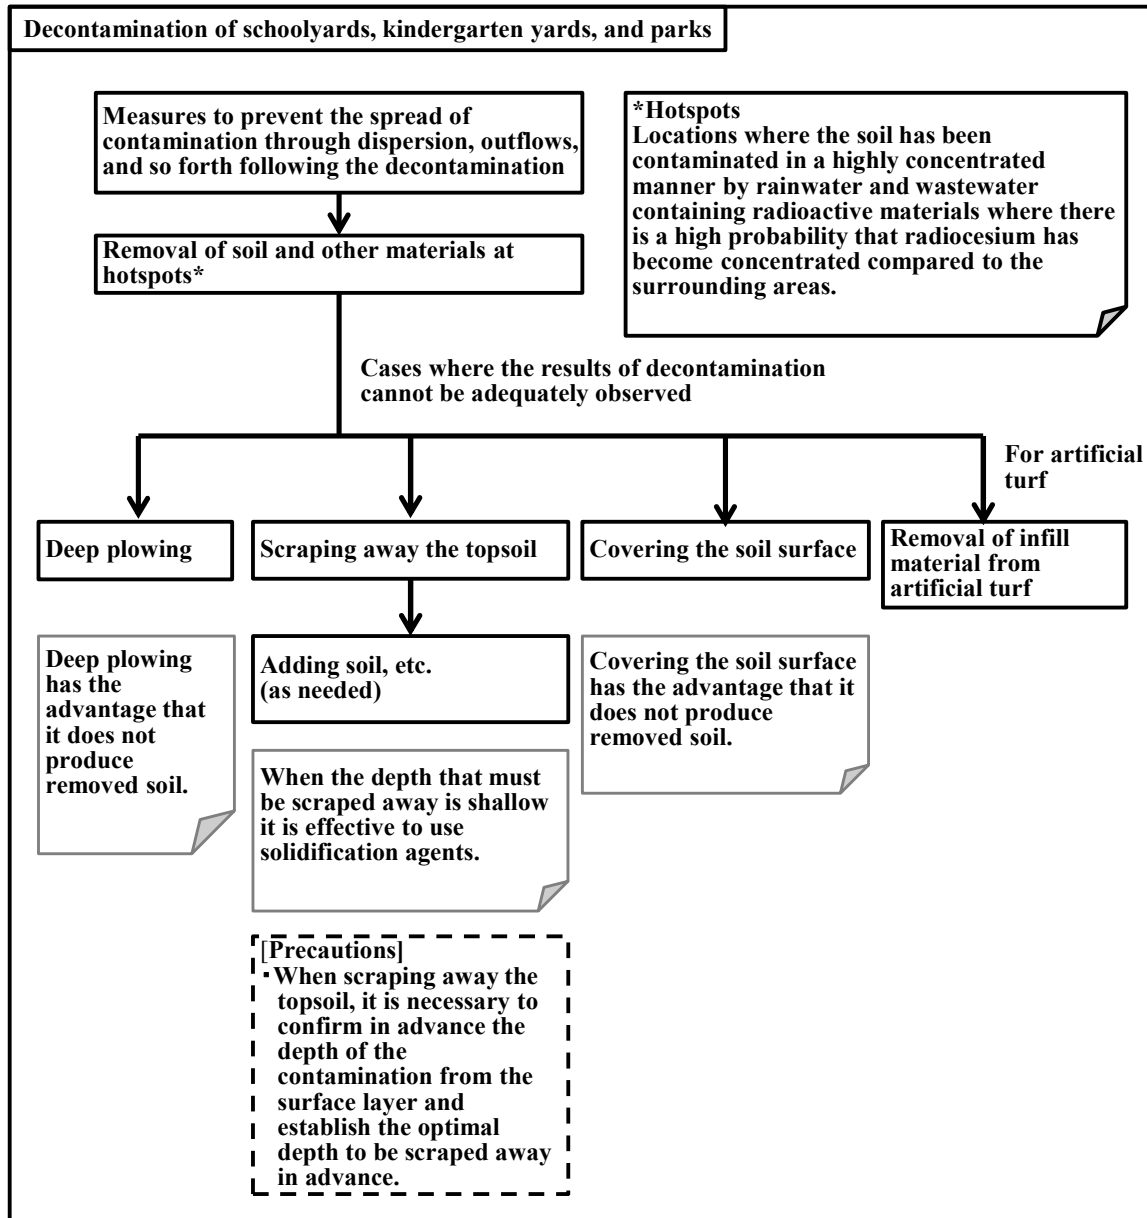 Decontamination of schoolyards, kindergarten yards, and parks
Measures to prevent the spread of
contamination through dispersion, outflows,
and so forth following the decontamination
*Hotspots
Locations where the soil has been
contaminated in a highly concentrated
manner by rainwater and wastewater
containing radioactive materials where there
is a high probability that radiocesium has
become concentrated compared to the
surrounding areas.
Removal of soil and other materials at
hotspots*
Cases where the results of decontamination
cannot be adequately observed
For artificial
turf
Deep plowing
Scraping away the topsoil
Covering the soil surface
Removal of infill
material from
artificial turf
Deep plowing
has the
advantage that
it does not
produce
removed soil.
Adding soil, etc.
(as needed)
Covering the soil surface
has the advantage that it
does not produce
removed soil.
When the depth that must
be scraped away is shallow
it is effective to use
solidification agents.
[Precautions]
・When scraping away the
topsoil, it is necessary to
confirm in advance the
depth of the
contamination from the
surface layer and
establish the optimal
depth to be scraped away
in advance.